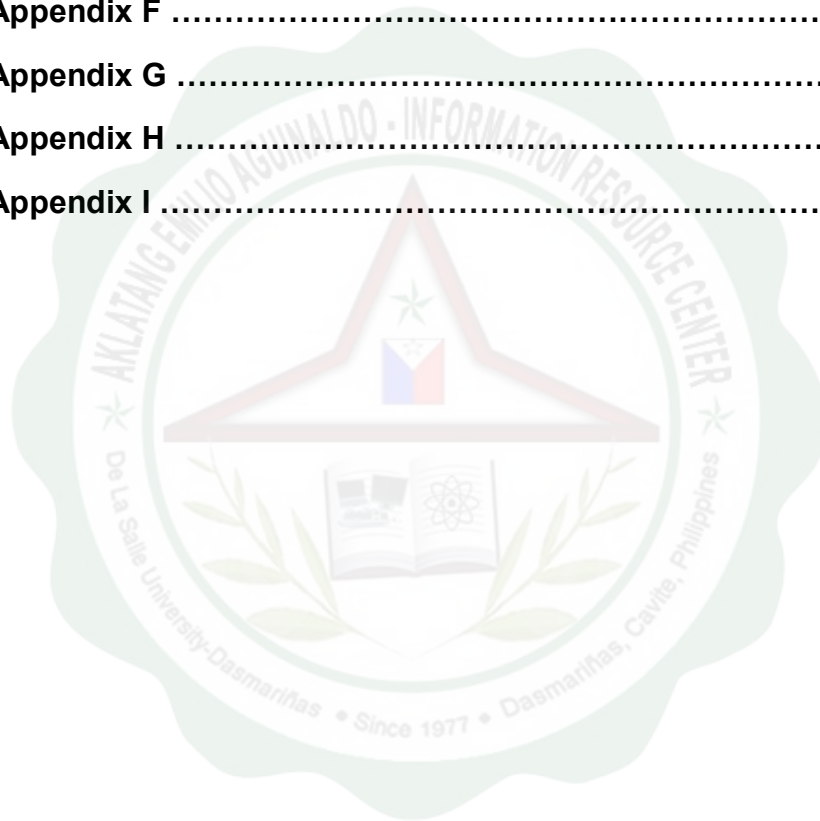 Appendix F ……………………………………………………………
Appendix G ……………………………………………………………
Appendix H ……………………………………………………………
Appendix I ……………………………………………………………
AKLATANG EMILIO AGUINALDO - INFORMATION RESOURCE CENTER
De La Salle University-Dasmariñas • Since 1977 • Dasmariñas, Cavite, Philippines